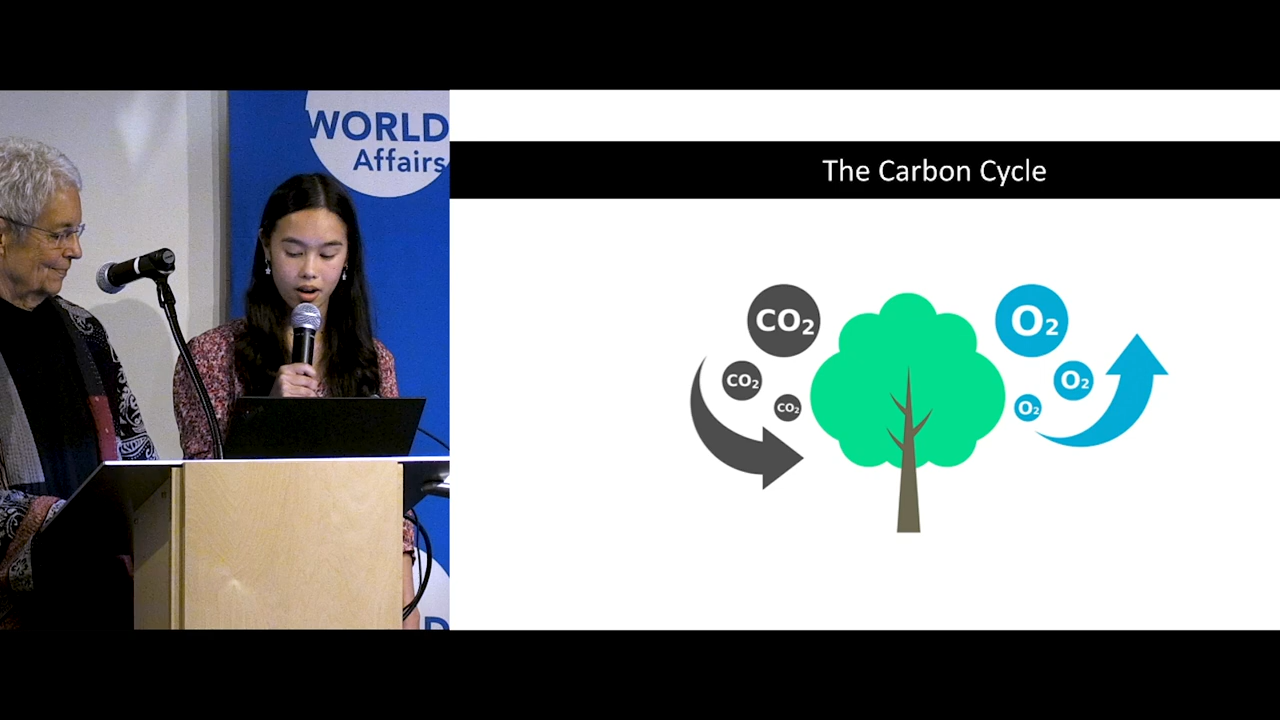 WORLD
Affairs
The Carbon Cycle
CO₂
CO₂
CO₂
O₂
O₂
O₂